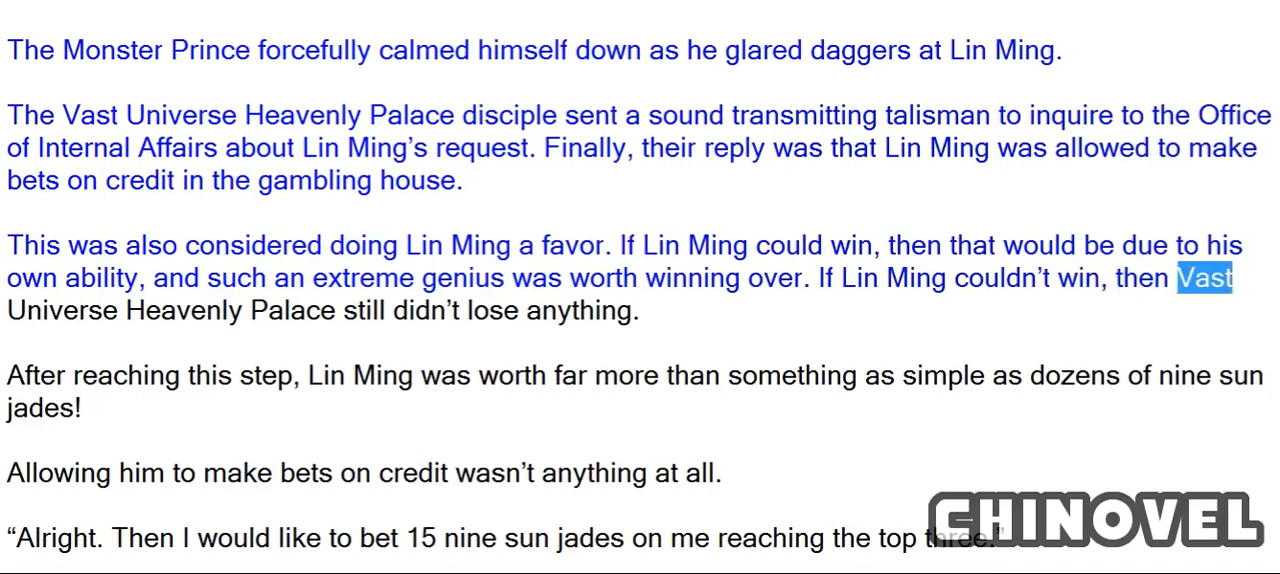 The Monster Prince forcefully calmed himself down as he glared daggers at Lin Ming.
The Vast Universe Heavenly Palace disciple sent a sound transmitting talisman to inquire to the Office
of Internal Affairs about Lin Ming’s request. Finally, their reply was that Lin Ming was allowed to make
bets on credit in the gambling house.
This was also considered doing Lin Ming a favor. If Lin Ming could win, then that would be due to his
own ability, and such an extreme genius was worth winning over. If Lin Ming couldn’t win, then Vast
Universe Heavenly Palace still didn’t lose anything.
After reaching this step, Lin Ming was worth far more than something as simple as dozens of nine sun
jades!
Allowing him to make bets on credit wasn’t anything at all.
“Alright. Then I would like to bet 15 nine sun jades on me reaching the top three.”
CHINOVEL